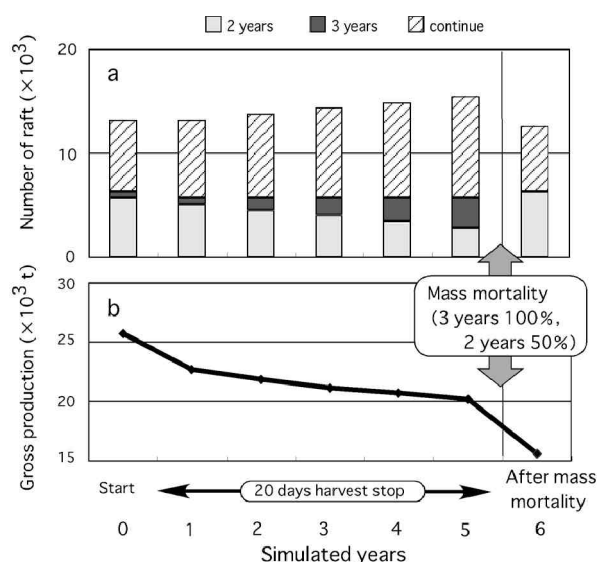 2 years 3 years continue
a
Number of raft (×10³)
20
10
0
b
Gross production (×10³ t)
30
25
20
15
Mass mortality
(3 years 100%,
2 years 50%)
Start
20 days harvest stop
After mass
mortality
0 1 2 3 4 5 6
Simulated years